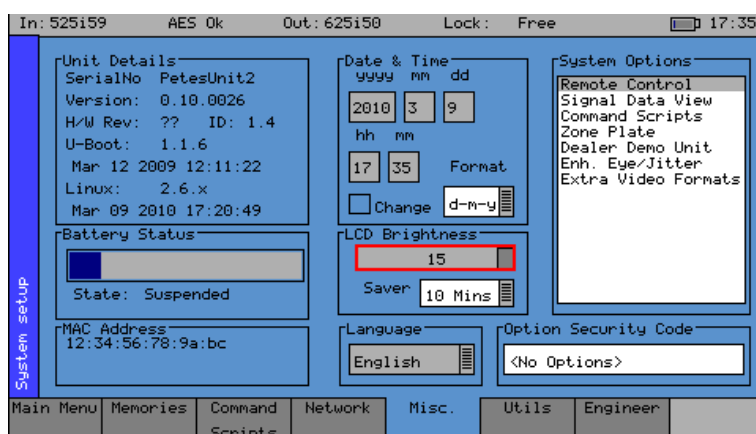 In:525i59 AES Ok Out:625i50 Lock: Free 17:35
Unit Details
SerialNo PetesUnit2
Version: 0.10.0026
H/W Rev: ?? ID: 1.4
U-Boot: 1.1.6
Mar 12 2009 12:11:22
Linux: 2.6.x
Mar 09 2010 17:20:49
Date & Time
yyyy mm dd
2010 3 9
hh mm
17 35 Format
Change d-m-y
System Options
Remote Control
Signal Data View
Command Scripts
Zone Plate
Dealer Demo Unit
Enh. Eye/Jitter
Extra Video Formats
Battery Status
State: Suspended
LCD Brightness
15
Saver 10 Mins
MAC Address
12:34:56:78:9a:bc
Language
English
Option Security Code
<No Options>
System setup
Main Menu Memories Command Network Misc. Utils Engineer
Scripts